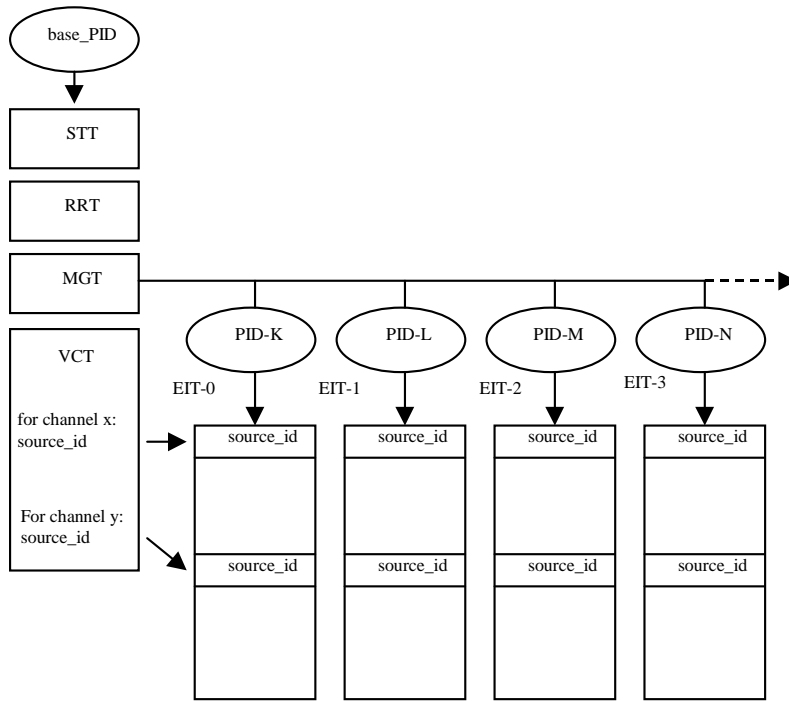 base_PID
STT
RRT
MGT
VCT
for channel x:
source_id
For channel y:
source_id
PID-K
PID-L
PID-M
PID-N
EIT-0
EIT-1
EIT-2
EIT-3
source_id
source_id
source_id
source_id
source_id
source_id
source_id
source_id